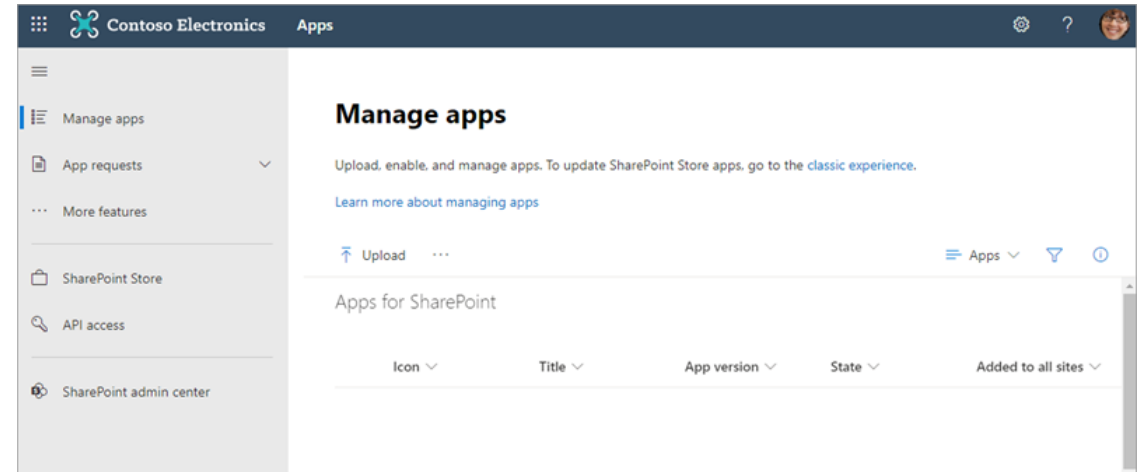 Contoso Electronics Apps ?
Manage apps
App requests
More features
SharePoint Store
API access
SharePoint admin center
Manage apps
Upload, enable, and manage apps. To update SharePoint Store apps, go to the classic experience.
Learn more about managing apps
Upload ... Apps
Apps for SharePoint
Icon Title App version State Added to all sites